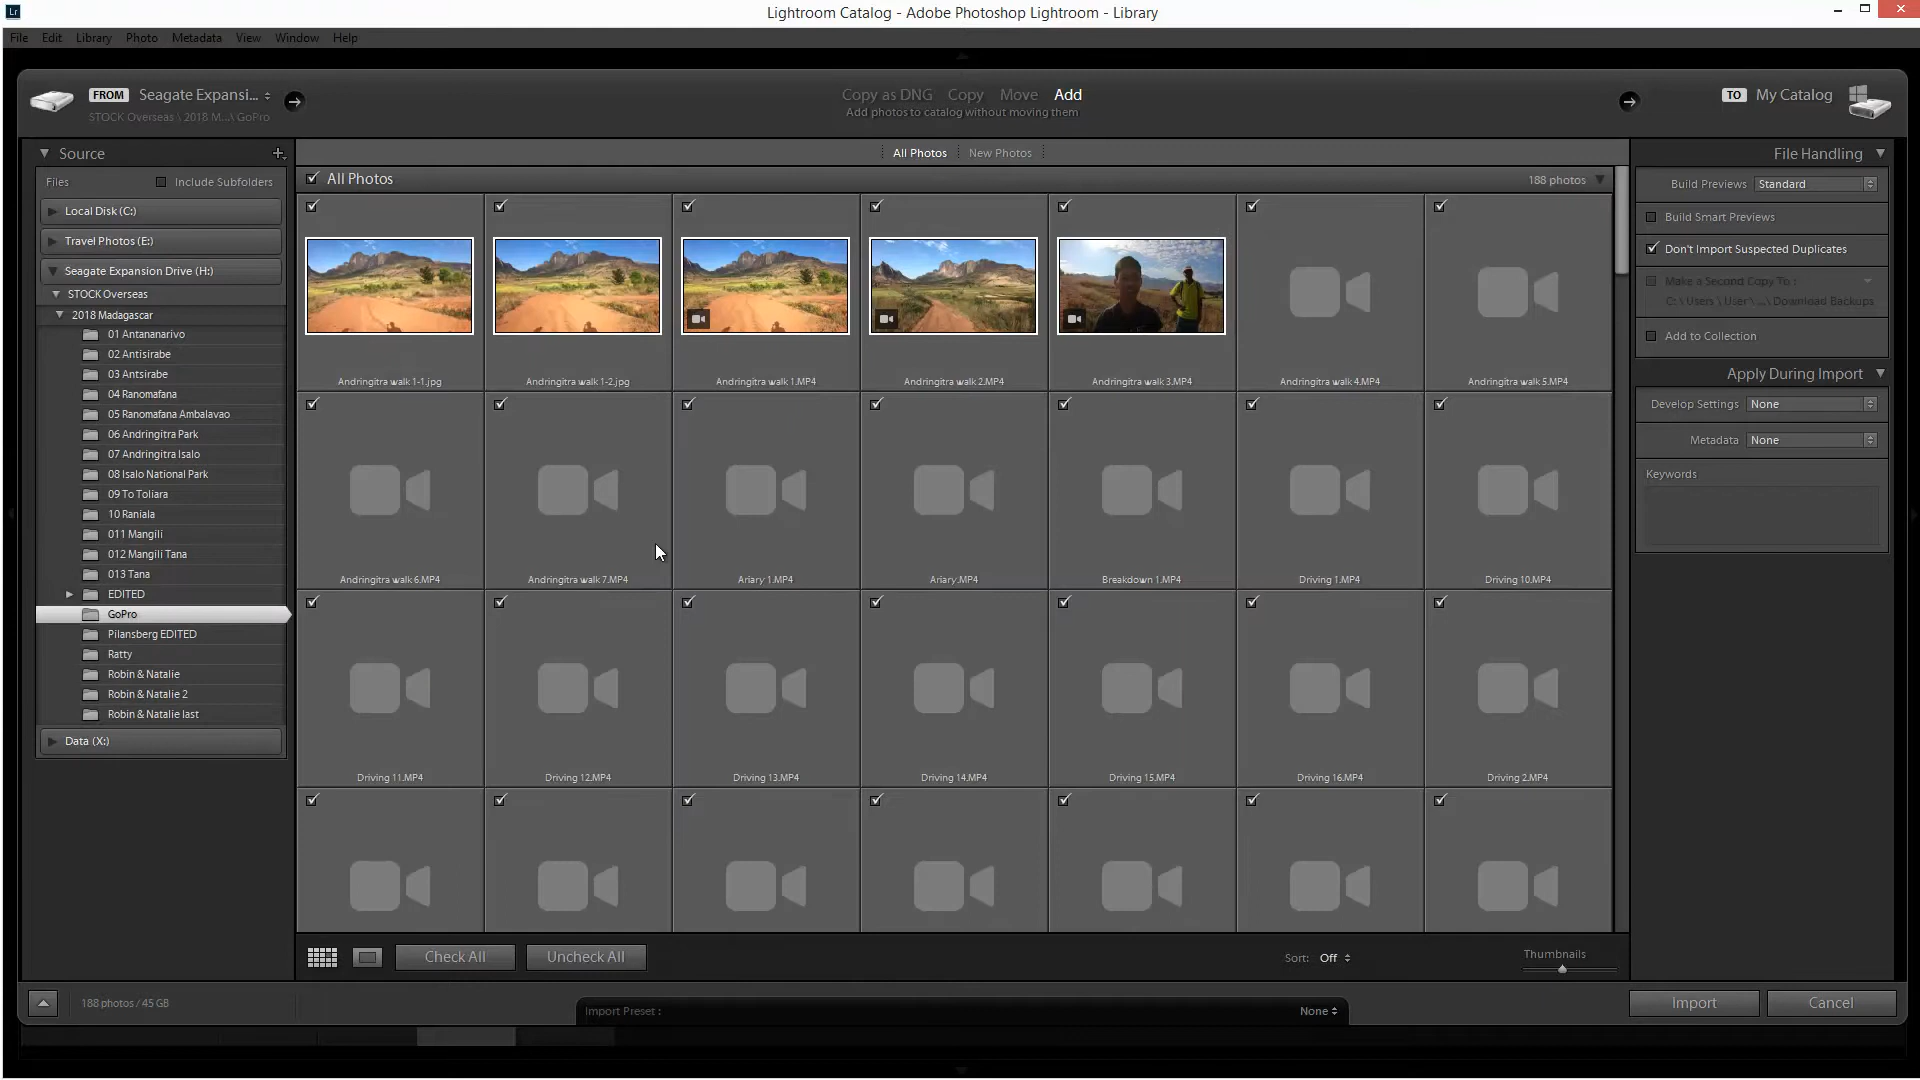 Lr
Lightroom Catalog - Adobe Photoshop Lightroom - Library
File Edit Library Photo Metadata View Window Help
FROM Seagate Expansi...
STOCK Overseas \ 2018 M...\ GoPro
Copy as DNG Copy Move Add
Add photos to catalog without moving them
TO My Catalog
Source
Files Include Subfolders
Local Disk (C:)
Travel Photos (E:)
Seagate Expansion Drive (H:)
STOCK Overseas
2018 Madagascar
01 Antananarivo
02 Antisirabe
03 Antsirabe
04 Ranomafana
05 Ranomafana Ambalavao
06 Andringitra Park
07 Andringitra Isalo
08 Isalo National Park
09 To Toliara
10 Raniala
011 Mangili
012 Mangili Tana
013 Tana
EDITED
GoPro
Pilansberg EDITED
Ratty
Robin & Natalie
Robin & Natalie 2
Robin & Natalie last
Data (X:)
All Photos New Photos
All Photos 188 photos
Andringitra walk 1-1.jpg Andringitra walk 1-2.jpg Andringitra walk 1.MP4 Andringitra walk 2.MP4 Andringitra walk 3.MP4 Andringitra walk 4.MP4 Andringitra walk 5.MP4
Andringitra walk 6.MP4 Andringitra walk 7.MP4 Ariary 1.MP4 Ariary.MP4 Breakdown 1.MP4 Driving 1.MP4 Driving 10.MP4
Driving 11.MP4 Driving 12.MP4 Driving 13.MP4 Driving 14.MP4 Driving 15.MP4 Driving 16.MP4 Driving 2.MP4
Check All Uncheck All Sort: Off Thumbnails
File Handling
Build Previews Standard
Build Smart Previews
Don't Import Suspected Duplicates
Make a Second Copy To :
C: \ Users \ User \ ...\ Download Backups
Add to Collection
Apply During Import
Develop Settings None
Metadata None
Keywords
188 photos / 45 GB
Import Preset : None
Import Cancel